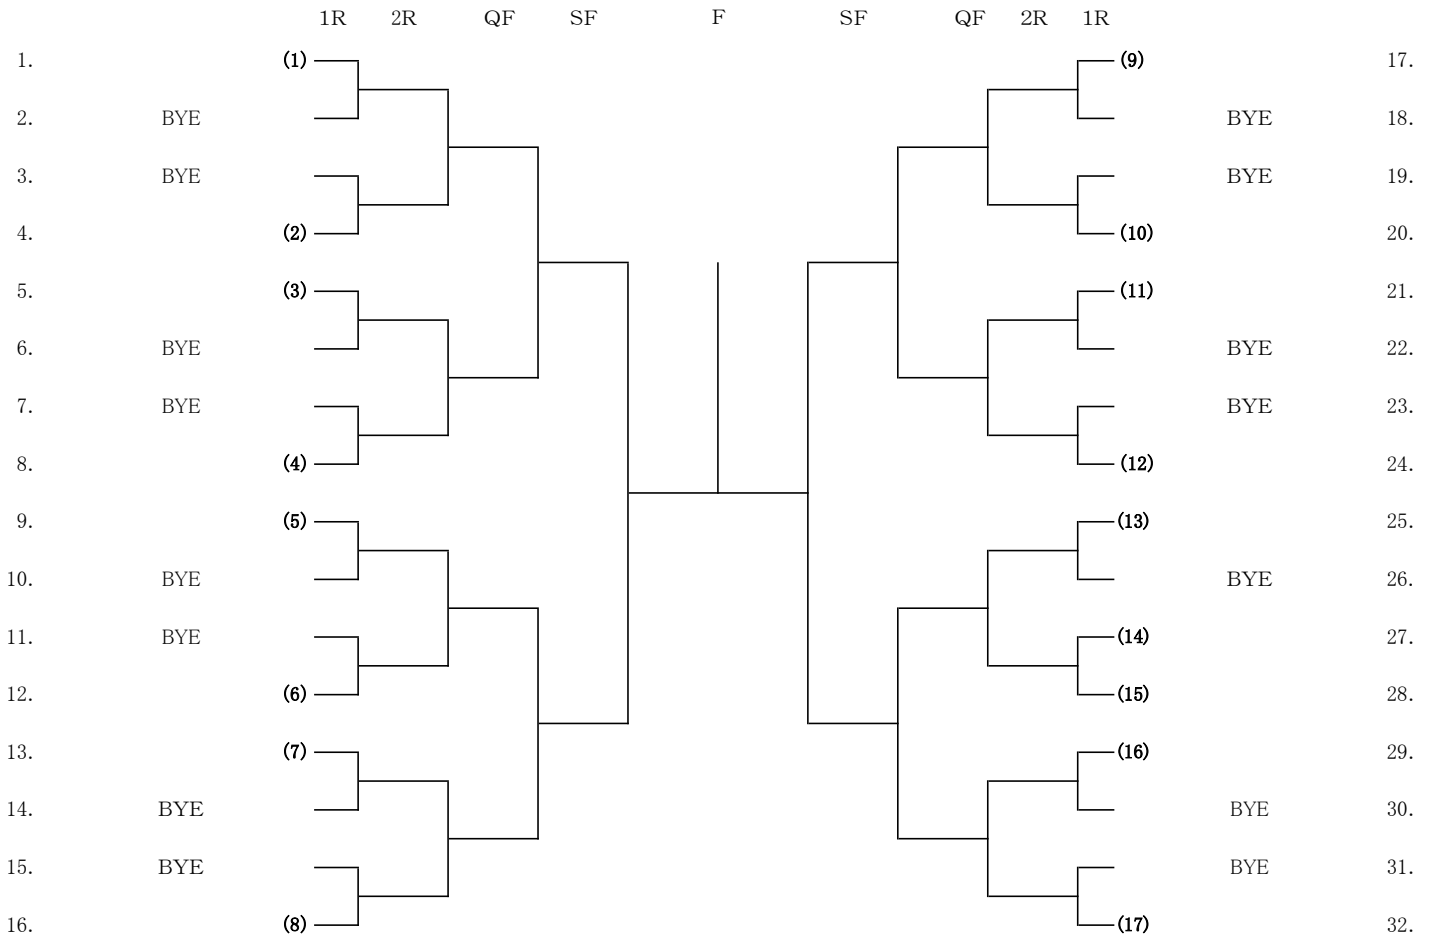 1R 2R QF SF F SF QF 2R 1R
1. (1) (9) 17.
2. BYE BYE 18.
3. BYE BYE 19.
4. (2) (10) 20.
5. (3) (11) 21.
6. BYE BYE 22.
7. BYE BYE 23.
8. (4) (12) 24.
9. (5) (13) 25.
10. BYE BYE 26.
11. BYE (14) 27.
12. (6) (15) 28.
13. (7) (16) 29.
14. BYE BYE 30.
15. BYE BYE 31.
16. (8) (17) 32.